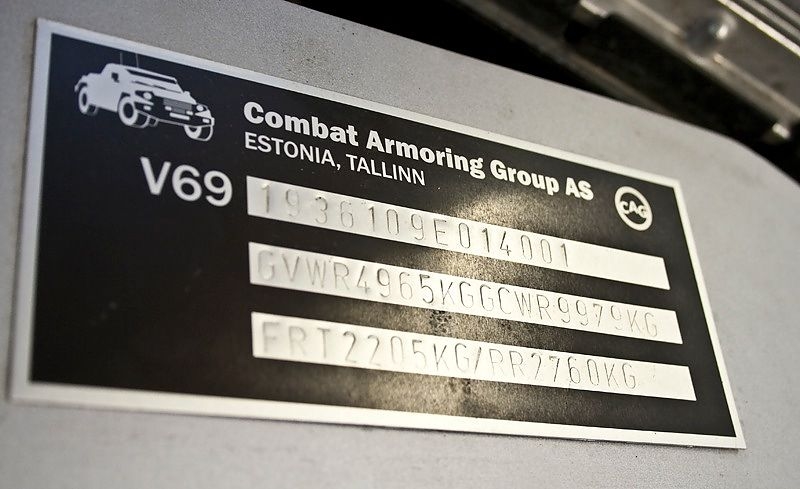 Combat Armoring Group AS
ESTONIA, TALLINN
CAG
V69
1936109E014001
GVWR4965KGGCWR9979KG
FRT2205KG/RR2760KG